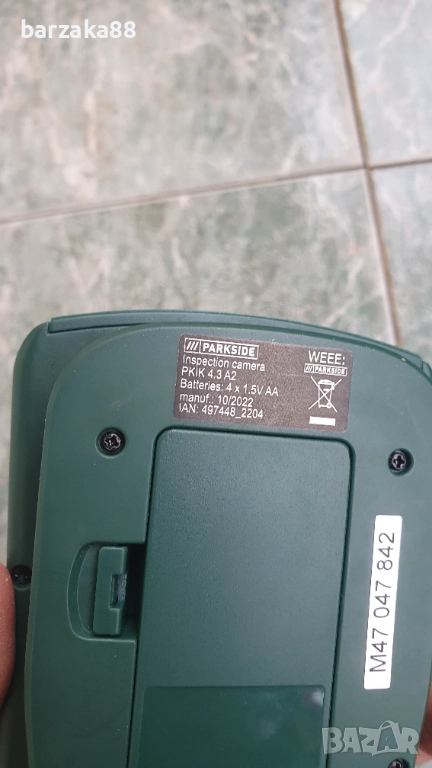 barzaka88
/// PARKSIDE
Inspection camera
PKIK 4,3 A2
Batteries: 4 x 1.5V AA
manuf.: 10/2022
IAN: 497448_2204
WEEE:
/// PARKSIDE
M47 047 842
BAZAR